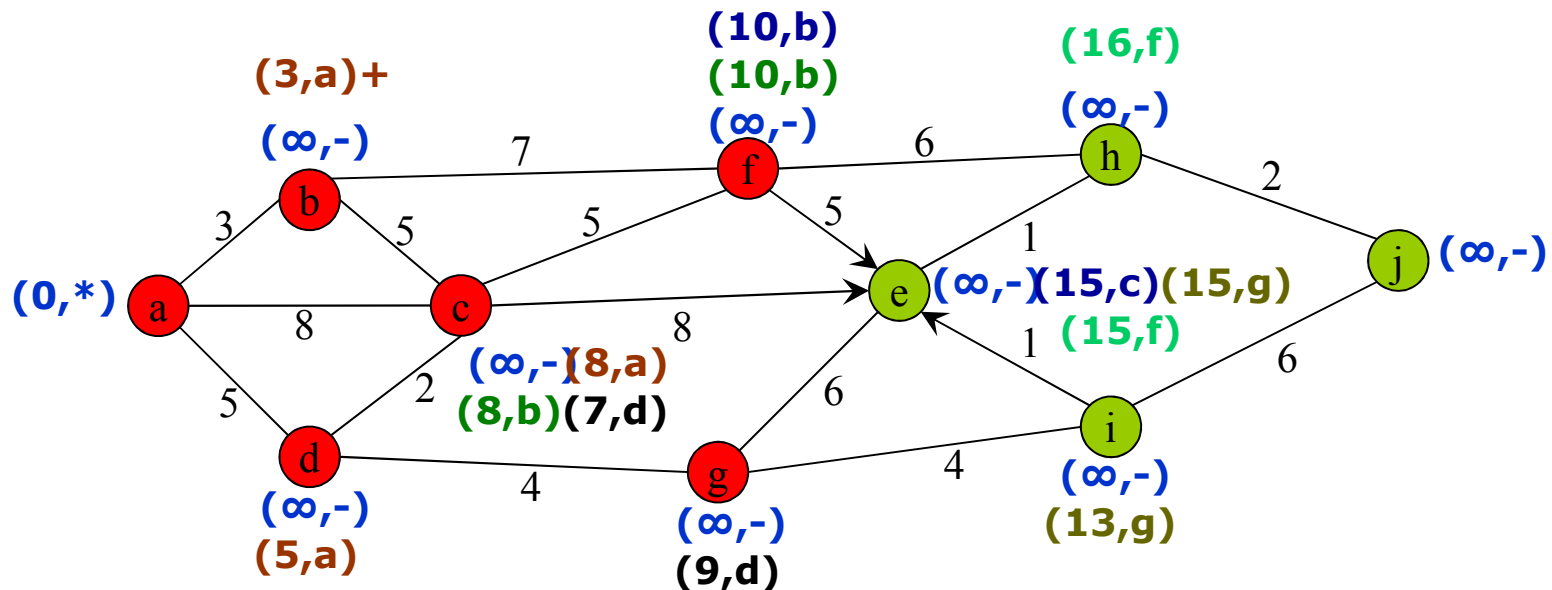 (10,b)
(16,f)
(3,a)+
(10,b)
(∞,-)
(∞,-)
(∞,-)
7
6
h
f
2
b
3
5
5
5
1
(0,*)
a
c
e
(∞,-)(15,c)(15,g)
j
(∞,-)
8
8
(15,f)
1
(∞,-)(8,a)
6
5
2
(8,b)(7,d)
6
d
g
i
4
4
(∞,-)
(∞,-)
(∞,-)
(5,a)
(9,d)
(13,g)